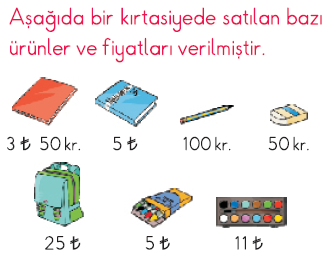 Aşağıda bir kırtasiyede satılan bazı
ürünler ve fiyatları verilmiştir.
3 ₺ 50 kr. 5 ₺ 100 kr. 50 kr.
25 ₺ 5 ₺ 11 ₺